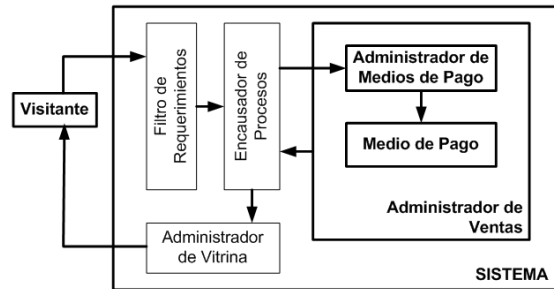 Visitante
Filtro de
Requerimientos
Encausador de
Procesos
Administrador de
Medios de Pago
Medio de Pago
Administrador de
Ventas
Administrador
de Vitrina
SISTEMA